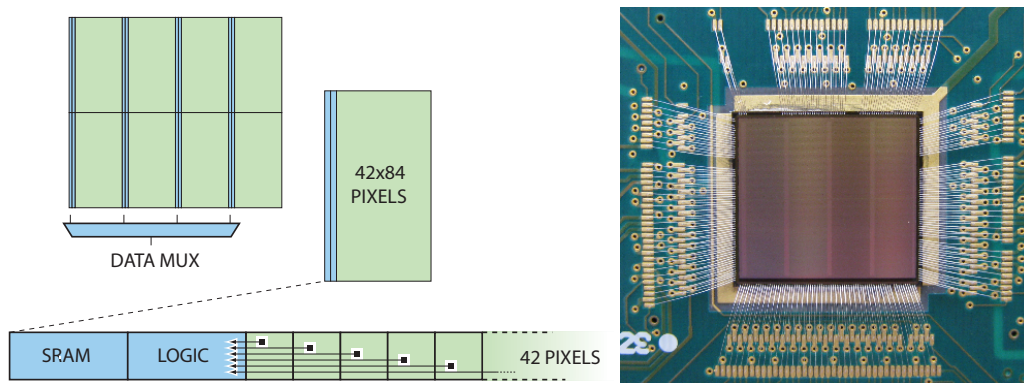 DATA MUX
42x84
PIXELS
SRAM
LOGIC
42 PIXELS